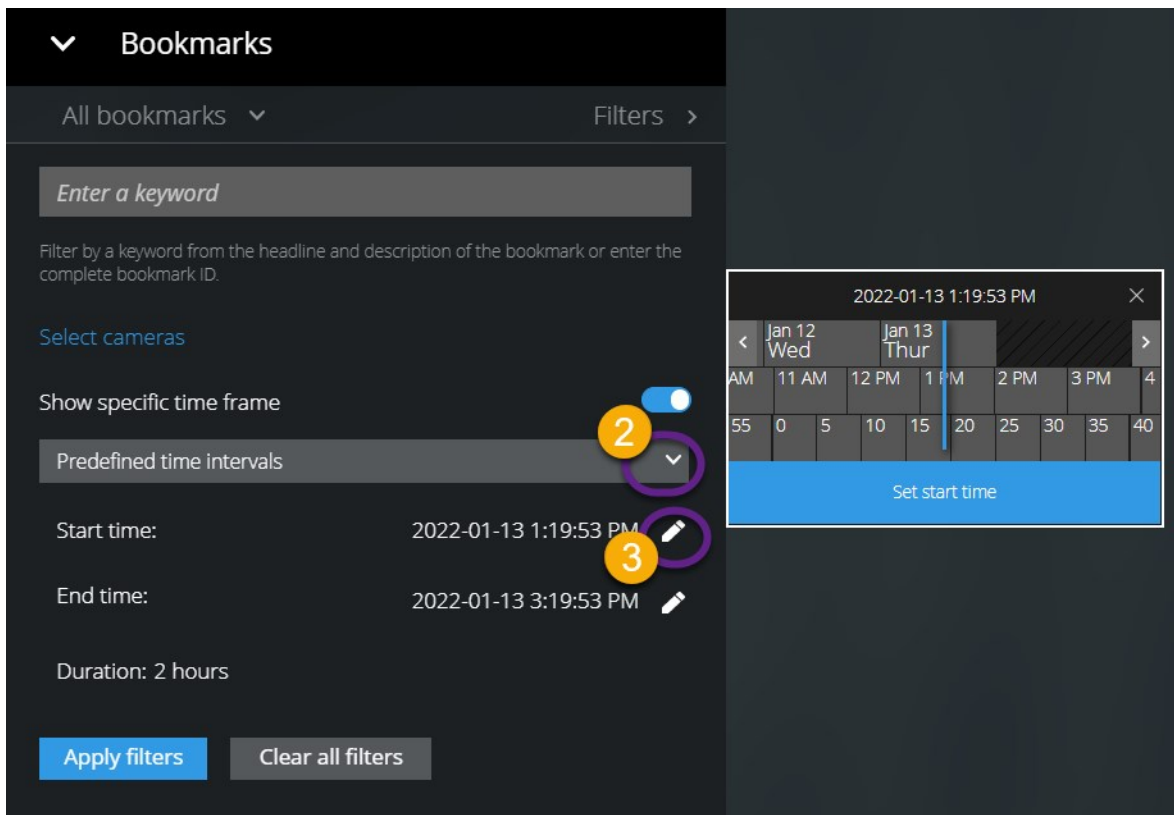 Bookmarks
All bookmarks
Filters
Enter a keyword
Filter by a keyword from the headline and description of the bookmark or enter the
complete bookmark ID.
Select cameras
Show specific time frame
2
Predefined time intervals
Start time: 2022-01-13 1:19:53 PM
3
End time: 2022-01-13 3:19:53 PM
Duration: 2 hours
Apply filters
Clear all filters
2022-01-13 1:19:53 PM
Jan 12 Jan 13
Wed Thur
AM 11 AM 12 PM 1 PM 2 PM 3 PM 4
55 0 5 10 15 20 25 30 35 40
Set start time